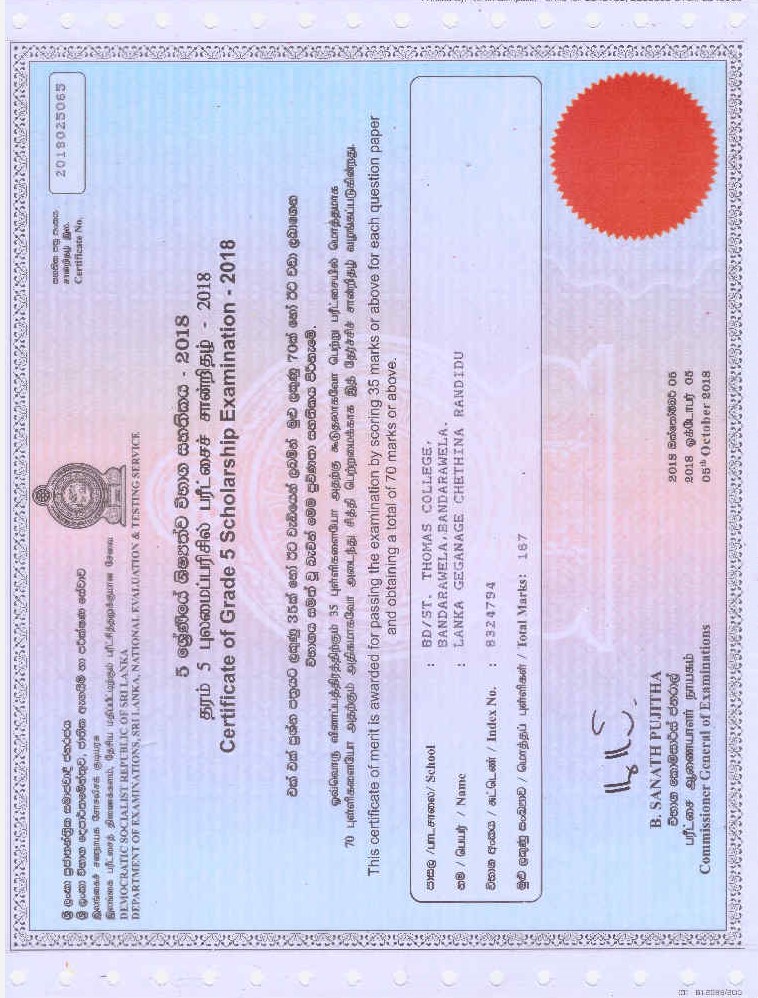 2018025065
සහතික පත්‍ර අංකය
சான்றிதழ் இல.
Certificate No.
ශ්‍රී ලංකා ප්‍රජාතන්ත්‍රික සමාජවාදී ජනරජය
ශ්‍රී ලංකා විභාග දෙපාර්තමේන්තුව, ජාතික ඇගයීම් හා පරීක්ෂණ සේවාව
இலங்கைச் சனநாயக சோசலிசக் குடியரசு
இலங்கை பரீட்சைத் திணைக்களம், தேசிய மதிப்பீட்டிற்கும் பரீட்சித்தலுக்குமான சேவை
DEMOCRATIC SOCIALIST REPUBLIC OF SRI LANKA
DEPARTMENT OF EXAMINATIONS, SRI LANKA, NATIONAL EVALUATION & TESTING SERVICE
5 ශ්‍රේණියේ ශිෂ්‍යත්ව විභාග සහතිකය - 2018
தரம் 5 புலமைப்பரிசில் பரீட்சைச் சான்றிதழ் - 2018
Certificate of Grade 5 Scholarship Examination - 2018
එක් එක් ප්‍රශ්න පත්‍රයට ලකුණු 35ක් හෝ ඊට වැඩියෙන් ලබමින් මුළු ලකුණු 70ක් හෝ ඊට වඩා ලබාගෙන
විභාගය සමත් වූ බැවින් මෙම ප්‍රවීණතා සහතිකය පිරිනැමේ.
ஒவ்வொரு வினாப்பத்திரத்திற்கும் 35 புள்ளிகளையோ அதற்கு கூடுதலாகவோ பெற்று பரீட்சையில் மொத்தமாக
70 புள்ளிகளையோ அதற்கும் அதிகமாகவோ அடைந்து சித்தி பெற்றமைக்காக இத் தேர்ச்சிச் சான்றிதழ் வழங்கப்படுகின்றது.
This certificate of merit is awarded for passing the examination by scoring 35 marks or above for each question paper
and obtaining a total of 70 marks or above.
පාසල /பாடசாலை/ School : BD/ST. THOMAS COLLEGE,
BANDARAWELA,BANDARAWELA.
නම / பெயர் / Name : LANKA GEGANAGE CHETHINA RANDIDU
විභාග අංකය / சுட்டெண் / Index No. : 8324794
මුළු ලකුණු සංඛ්‍යාව / மொத்தப் புள்ளிகள் / Total Marks: 167
B. SANATH PUJITHA
විභාග කොමසාරිස් ජනරාල්
பரீட்சை ஆணையாளர் நாயகம்
Commissioner General of Examinations
2018 ඔක්තෝබර් 05
2018 ஒக்டோபர் 05
05th October 2018